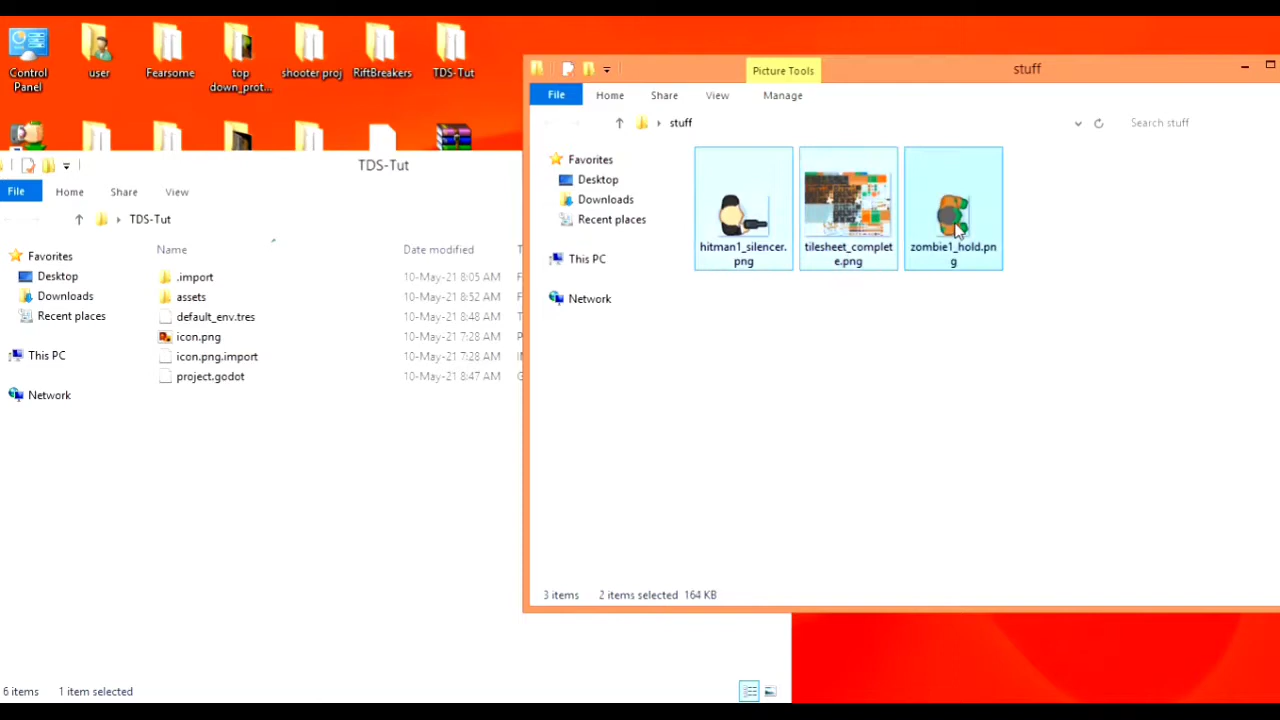 Control
Panel
user
Fearsome
top
down_prot...
shooter proj
RiftBreakers
TDS-Tut
TDS-Tut
File
Home
Share
View
TDS-Tut
Favorites
Desktop
Downloads
Recent places
This PC
Network
Name
Date modified
.import
10-May-21 8:05 AM
assets
10-May-21 8:52 AM
default_env.tres
10-May-21 8:48 AM
icon.png
10-May-21 7:28 AM
icon.png.import
10-May-21 7:28 AM
project.godot
10-May-21 8:47 AM
6 items
1 item selected
Picture Tools
stuff
File
Home
Share
View
Manage
stuff
Search stuff
Favorites
Desktop
Downloads
Recent places
This PC
Network
hitman1_silencer.
png
tilesheet_complet
e.png
zombie1_hold.pn
g
3 items
2 items selected 164 KB